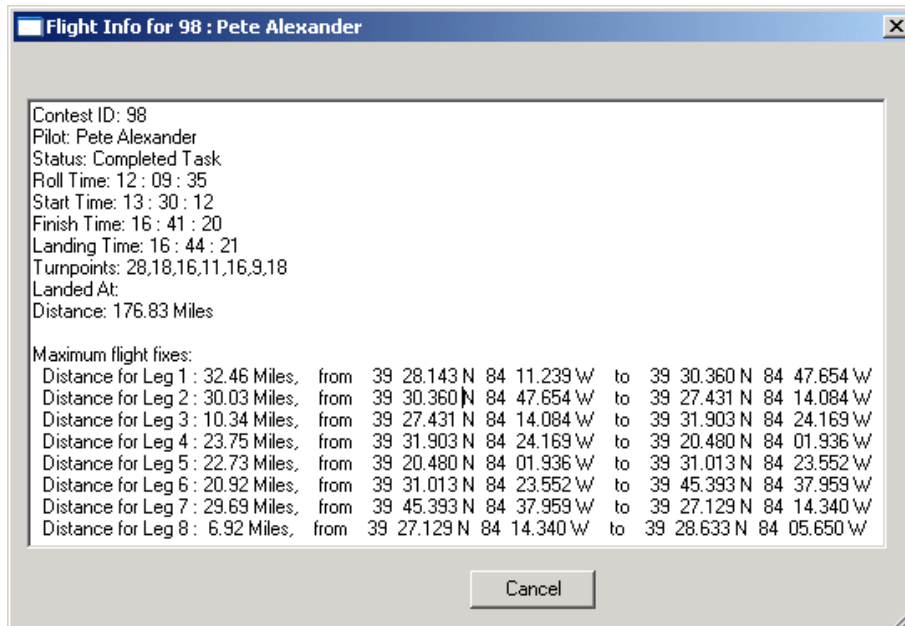 Flight Info for 98 : Pete Alexander
Contest ID: 98
Pilot: Pete Alexander
Status: Completed Task
Roll Time: 12 : 09 : 35
Start Time: 13 : 30 : 12
Finish Time: 16 : 41 : 20
Landing Time: 16 : 44 : 21
Turnpoints: 28,18,16,11,16,9,18
Landed At:
Distance: 176.83 Miles
Maximum flight fixes:
Distance for Leg 1 : 32.46 Miles, from 39 28.143 N 84 11.239 W to 39 30.360 N 84 47.654 W
Distance for Leg 2 : 30.03 Miles, from 39 30.360 N 84 47.654 W to 39 27.431 N 84 14.084 W
Distance for Leg 3 : 10.34 Miles, from 39 27.431 N 84 14.084 W to 39 31.903 N 84 24.169 W
Distance for Leg 4 : 23.75 Miles, from 39 31.903 N 84 24.169 W to 39 20.480 N 84 01.936 W
Distance for Leg 5 : 22.73 Miles, from 39 20.480 N 84 01.936 W to 39 31.013 N 84 23.552 W
Distance for Leg 6 : 20.92 Miles, from 39 31.013 N 84 23.552 W to 39 45.393 N 84 37.959 W
Distance for Leg 7 : 29.69 Miles, from 39 45.393 N 84 37.959 W to 39 27.129 N 84 14.340 W
Distance for Leg 8 : 6.92 Miles, from 39 27.129 N 84 14.340 W to 39 28.633 N 84 05.650 W
Cancel